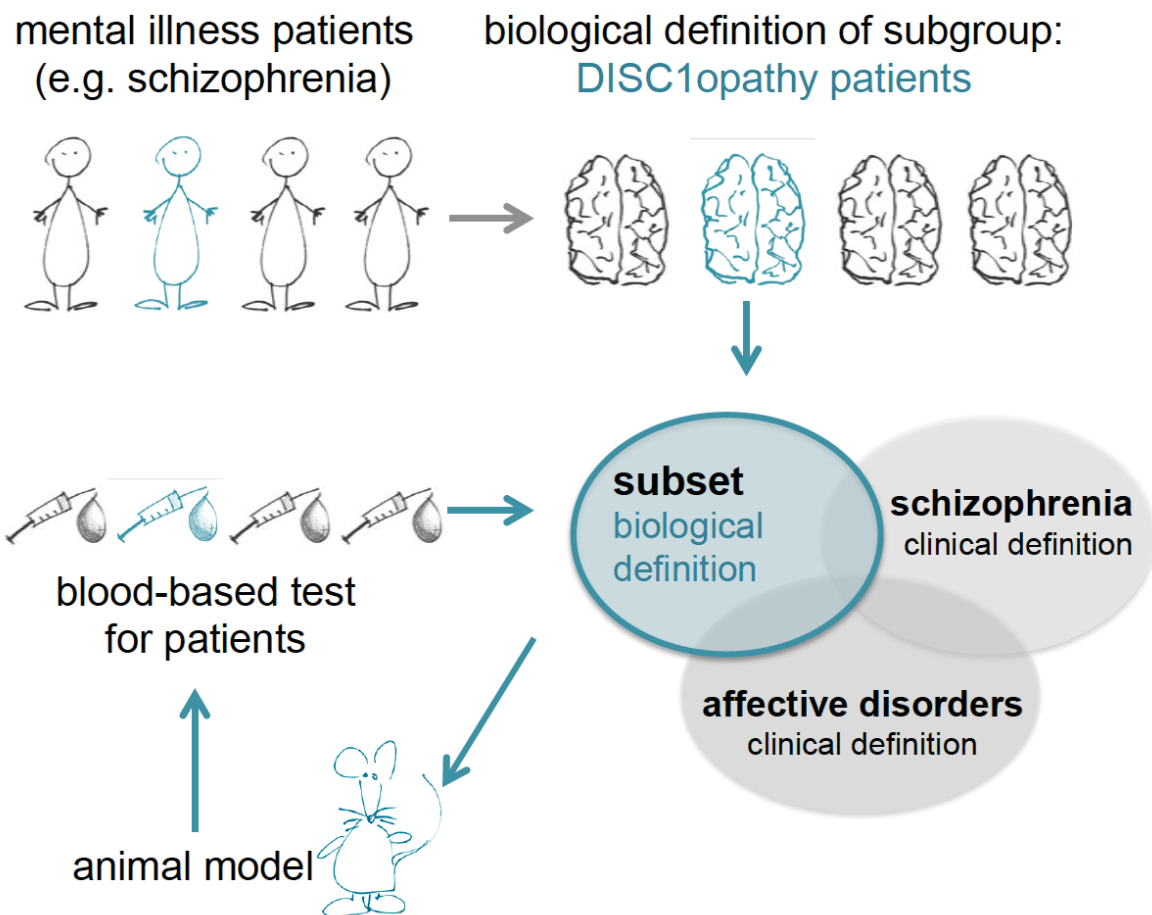 mental illness patients
(e.g. schizophrenia)
biological definition of subgroup:
DISC1opathy patients
subset
biological
definition
schizophrenia
clinical definition
affective disorders
clinical definition
blood-based test
for patients
animal model